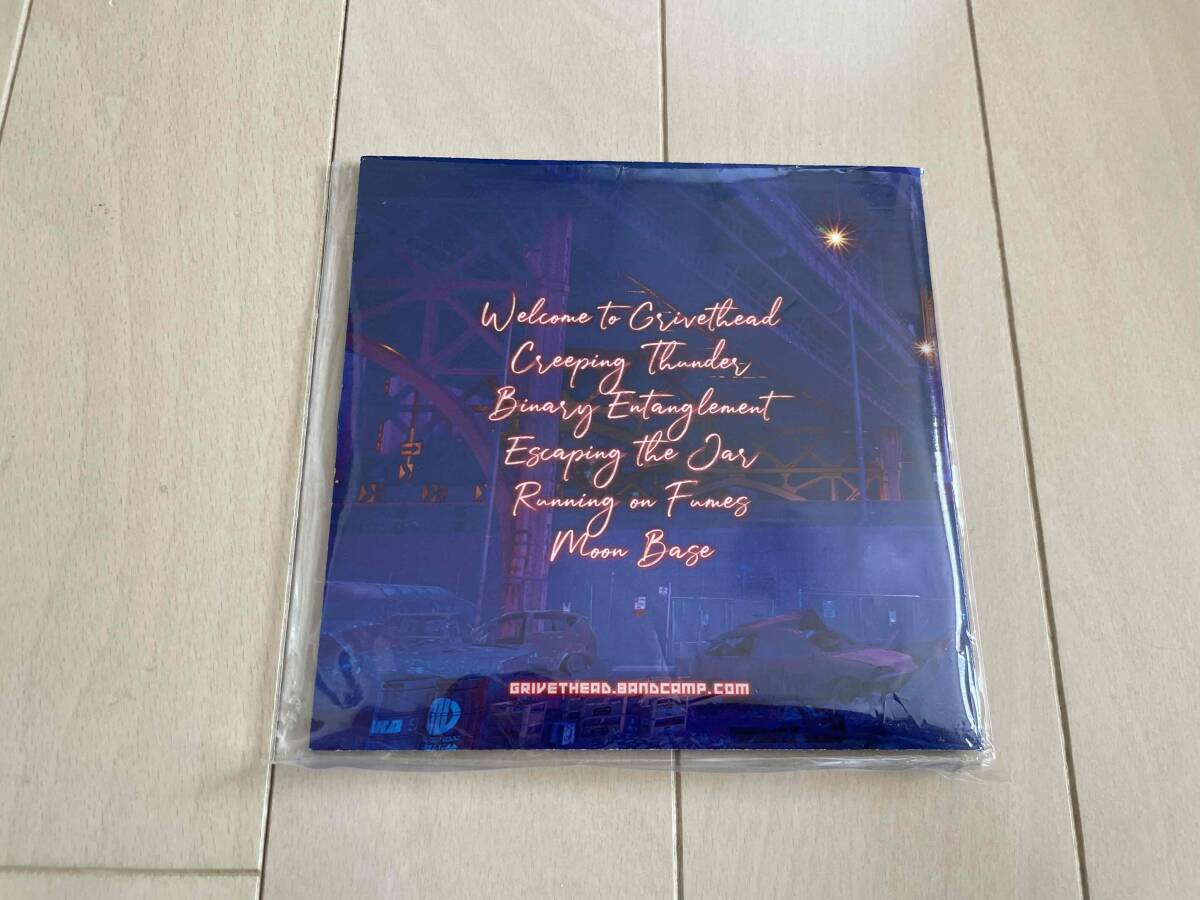 Welcome to Grivethead
Creeping Thunder
Binary Entanglement
Escaping the Jar
Running on Fumes
Moon Base
GRIVETHEAD.BANDCAMP.COM